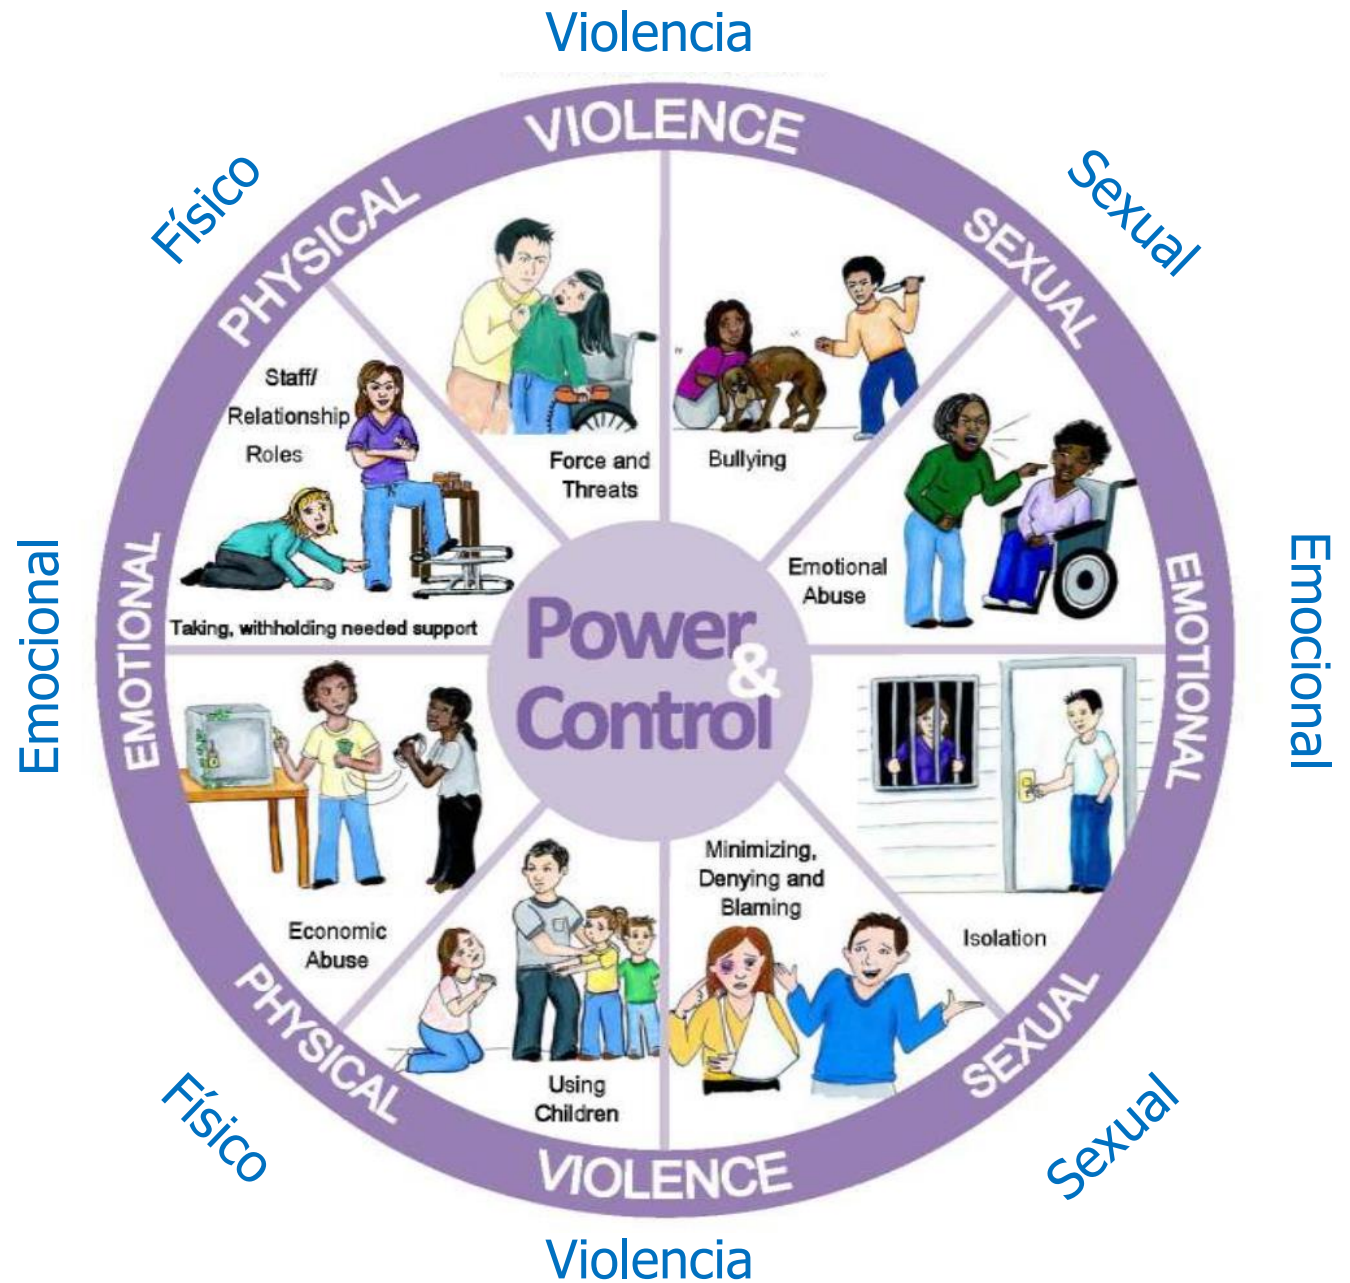 Violencia
VIOLENCE
Físico
PHYSICAL
Sexual
SEXUAL
Staff/
Relationship
Roles
Force and
Threats
Bullying
Emotional
Abuse
Taking, withholding needed support
Emocional
EMOTIONAL
Power
&
Control
EMOTIONAL
Emocional
Economic
Abuse
Minimizing,
Denying and
Blaming
Isolation
Using
Children
PHYSICAL
Físico
SEXUAL
Sexual
VIOLENCE
Violencia